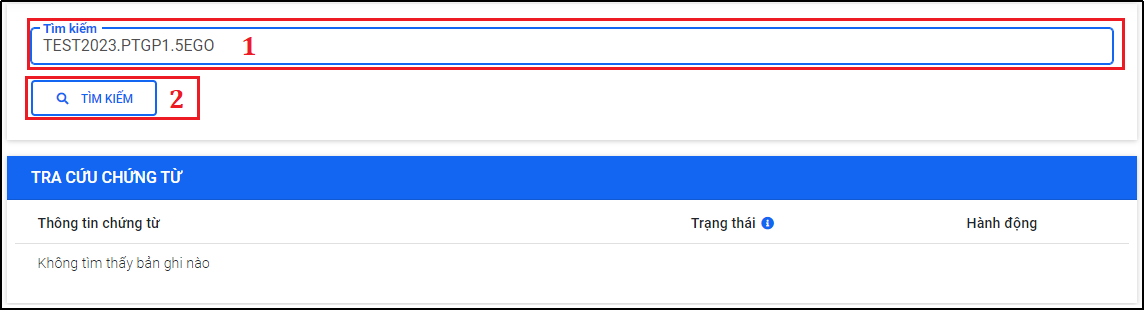 Tìm kiếm
TEST2023.PTGP1.5EGO 1
TÌM KIẾM 2
TRA CỨU CHỨNG TỪ
Thông tin chứng từ Trạng thái Hành động
Không tìm thấy bản ghi nào